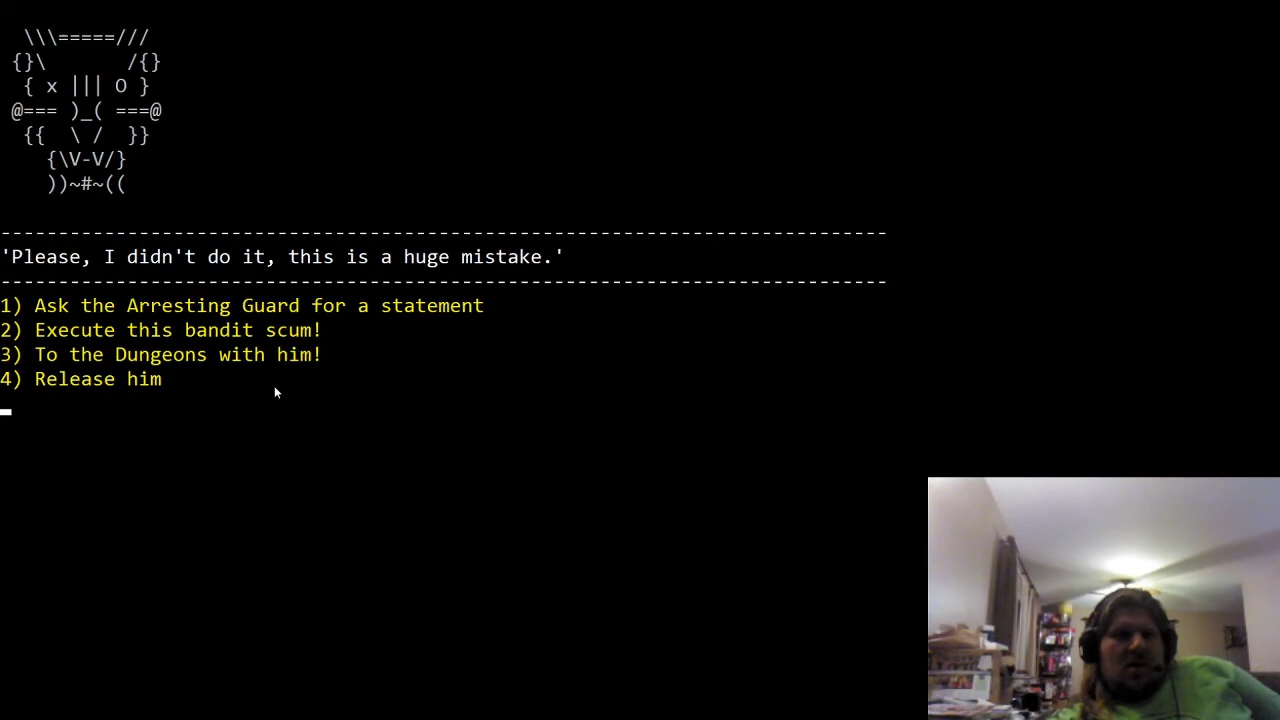 \\\=====///
{}\       /{}
{ x ||| O }
@=== )_( ===@
{{  \ /  }}
{\V-V/}
))~#~((
-----------------------------------------------------------------------------
'Please, I didn't do it, this is a huge mistake.'
-----------------------------------------------------------------------------
1) Ask the Arresting Guard for a statement
2) Execute this bandit scum!
3) To the Dungeons with him!
4) Release him